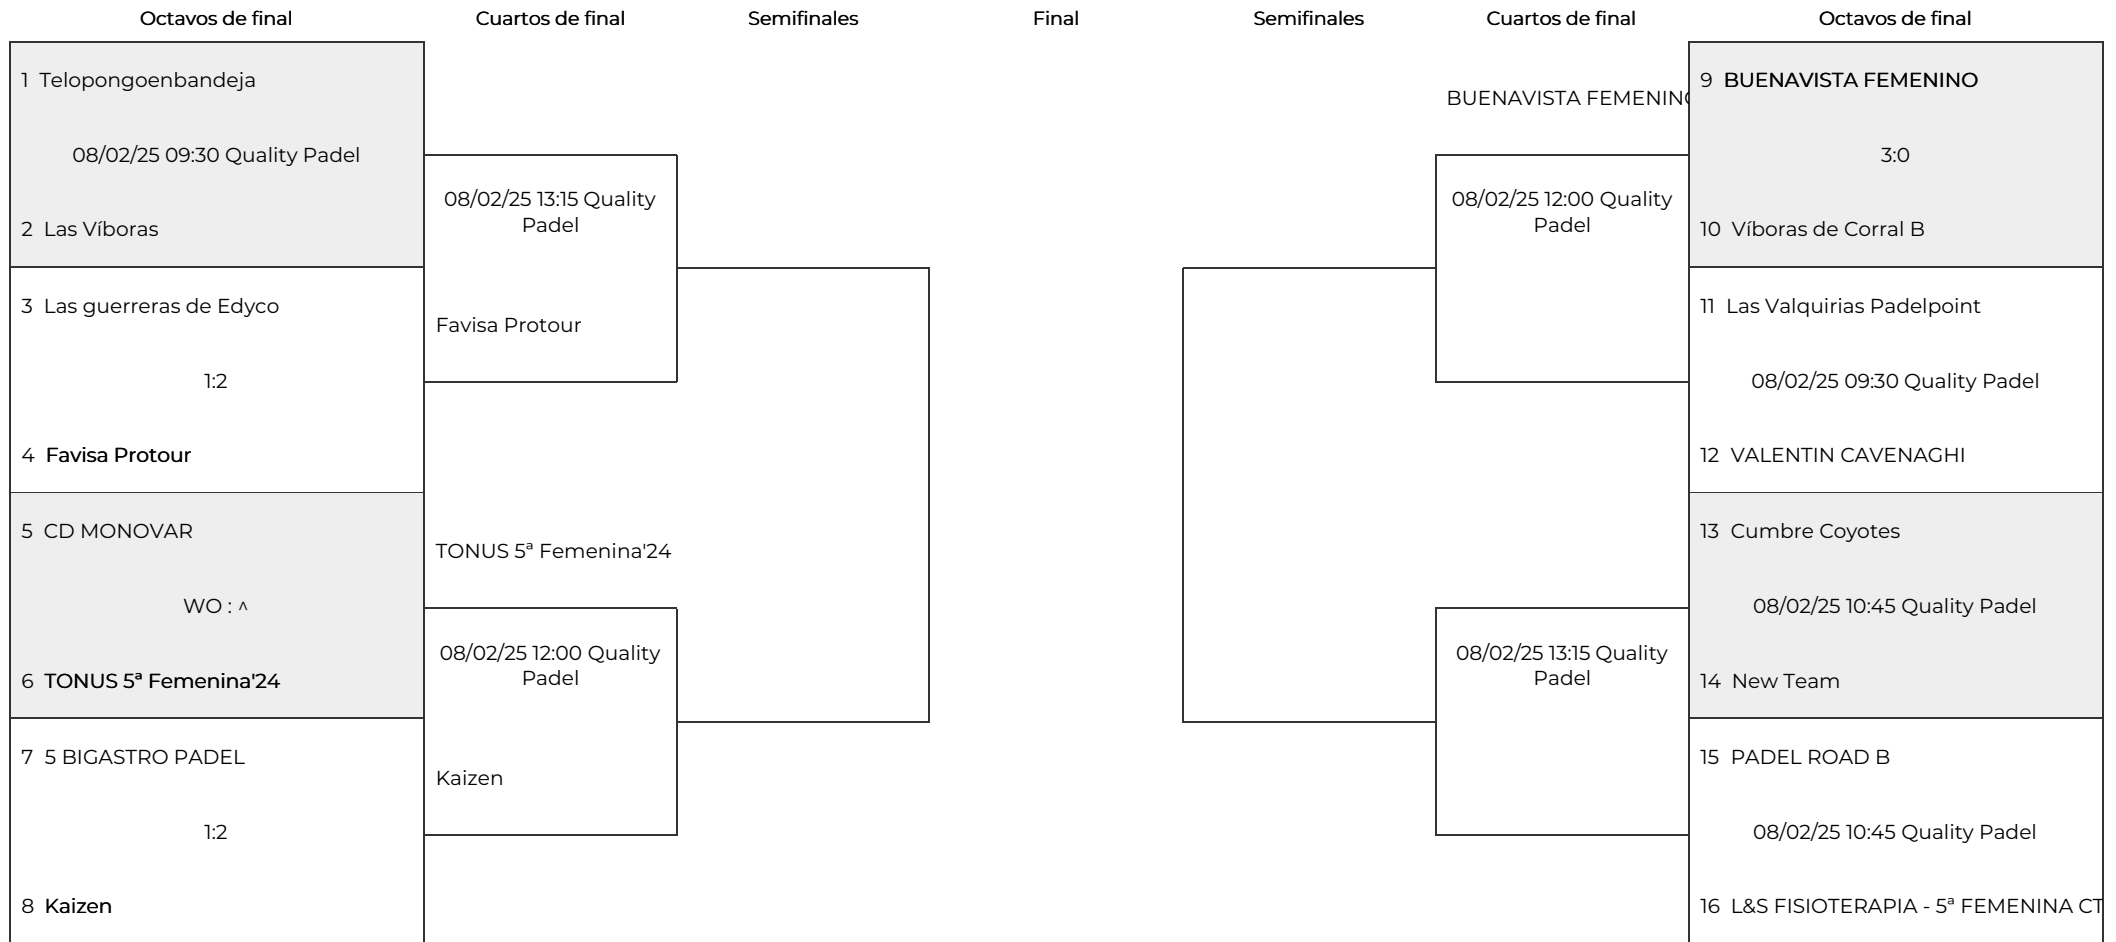 Octavos de final
Cuartos de final
Semifinales
Final
Semifinales
Cuartos de final
Octavos de final
1 Telopongoenbandeja
08/02/25 09:30 Quality Padel
2 Las Víboras
3 Las guerreras de Edyco
1:2
4 Favisa Protour
5 CD MONOVAR
WO : ^
6 TONUS 5ª Femenina'24
7 5 BIGASTRO PADEL
1:2
8 Kaizen
08/02/25 13:15 Quality
Padel
Favisa Protour
TONUS 5ª Femenina'24
08/02/25 12:00 Quality
Padel
Kaizen
BUENAVISTA FEMENINO
08/02/25 12:00 Quality
Padel
08/02/25 13:15 Quality
Padel
9 BUENAVISTA FEMENINO
3:0
10 Víboras de Corral B
11 Las Valquirias Padelpoint
08/02/25 09:30 Quality Padel
12 VALENTIN CAVENAGHI
13 Cumbre Coyotes
08/02/25 10:45 Quality Padel
14 New Team
15 PADEL ROAD B
08/02/25 10:45 Quality Padel
16 L&S FISIOTERAPIA - 5ª FEMENINA CT